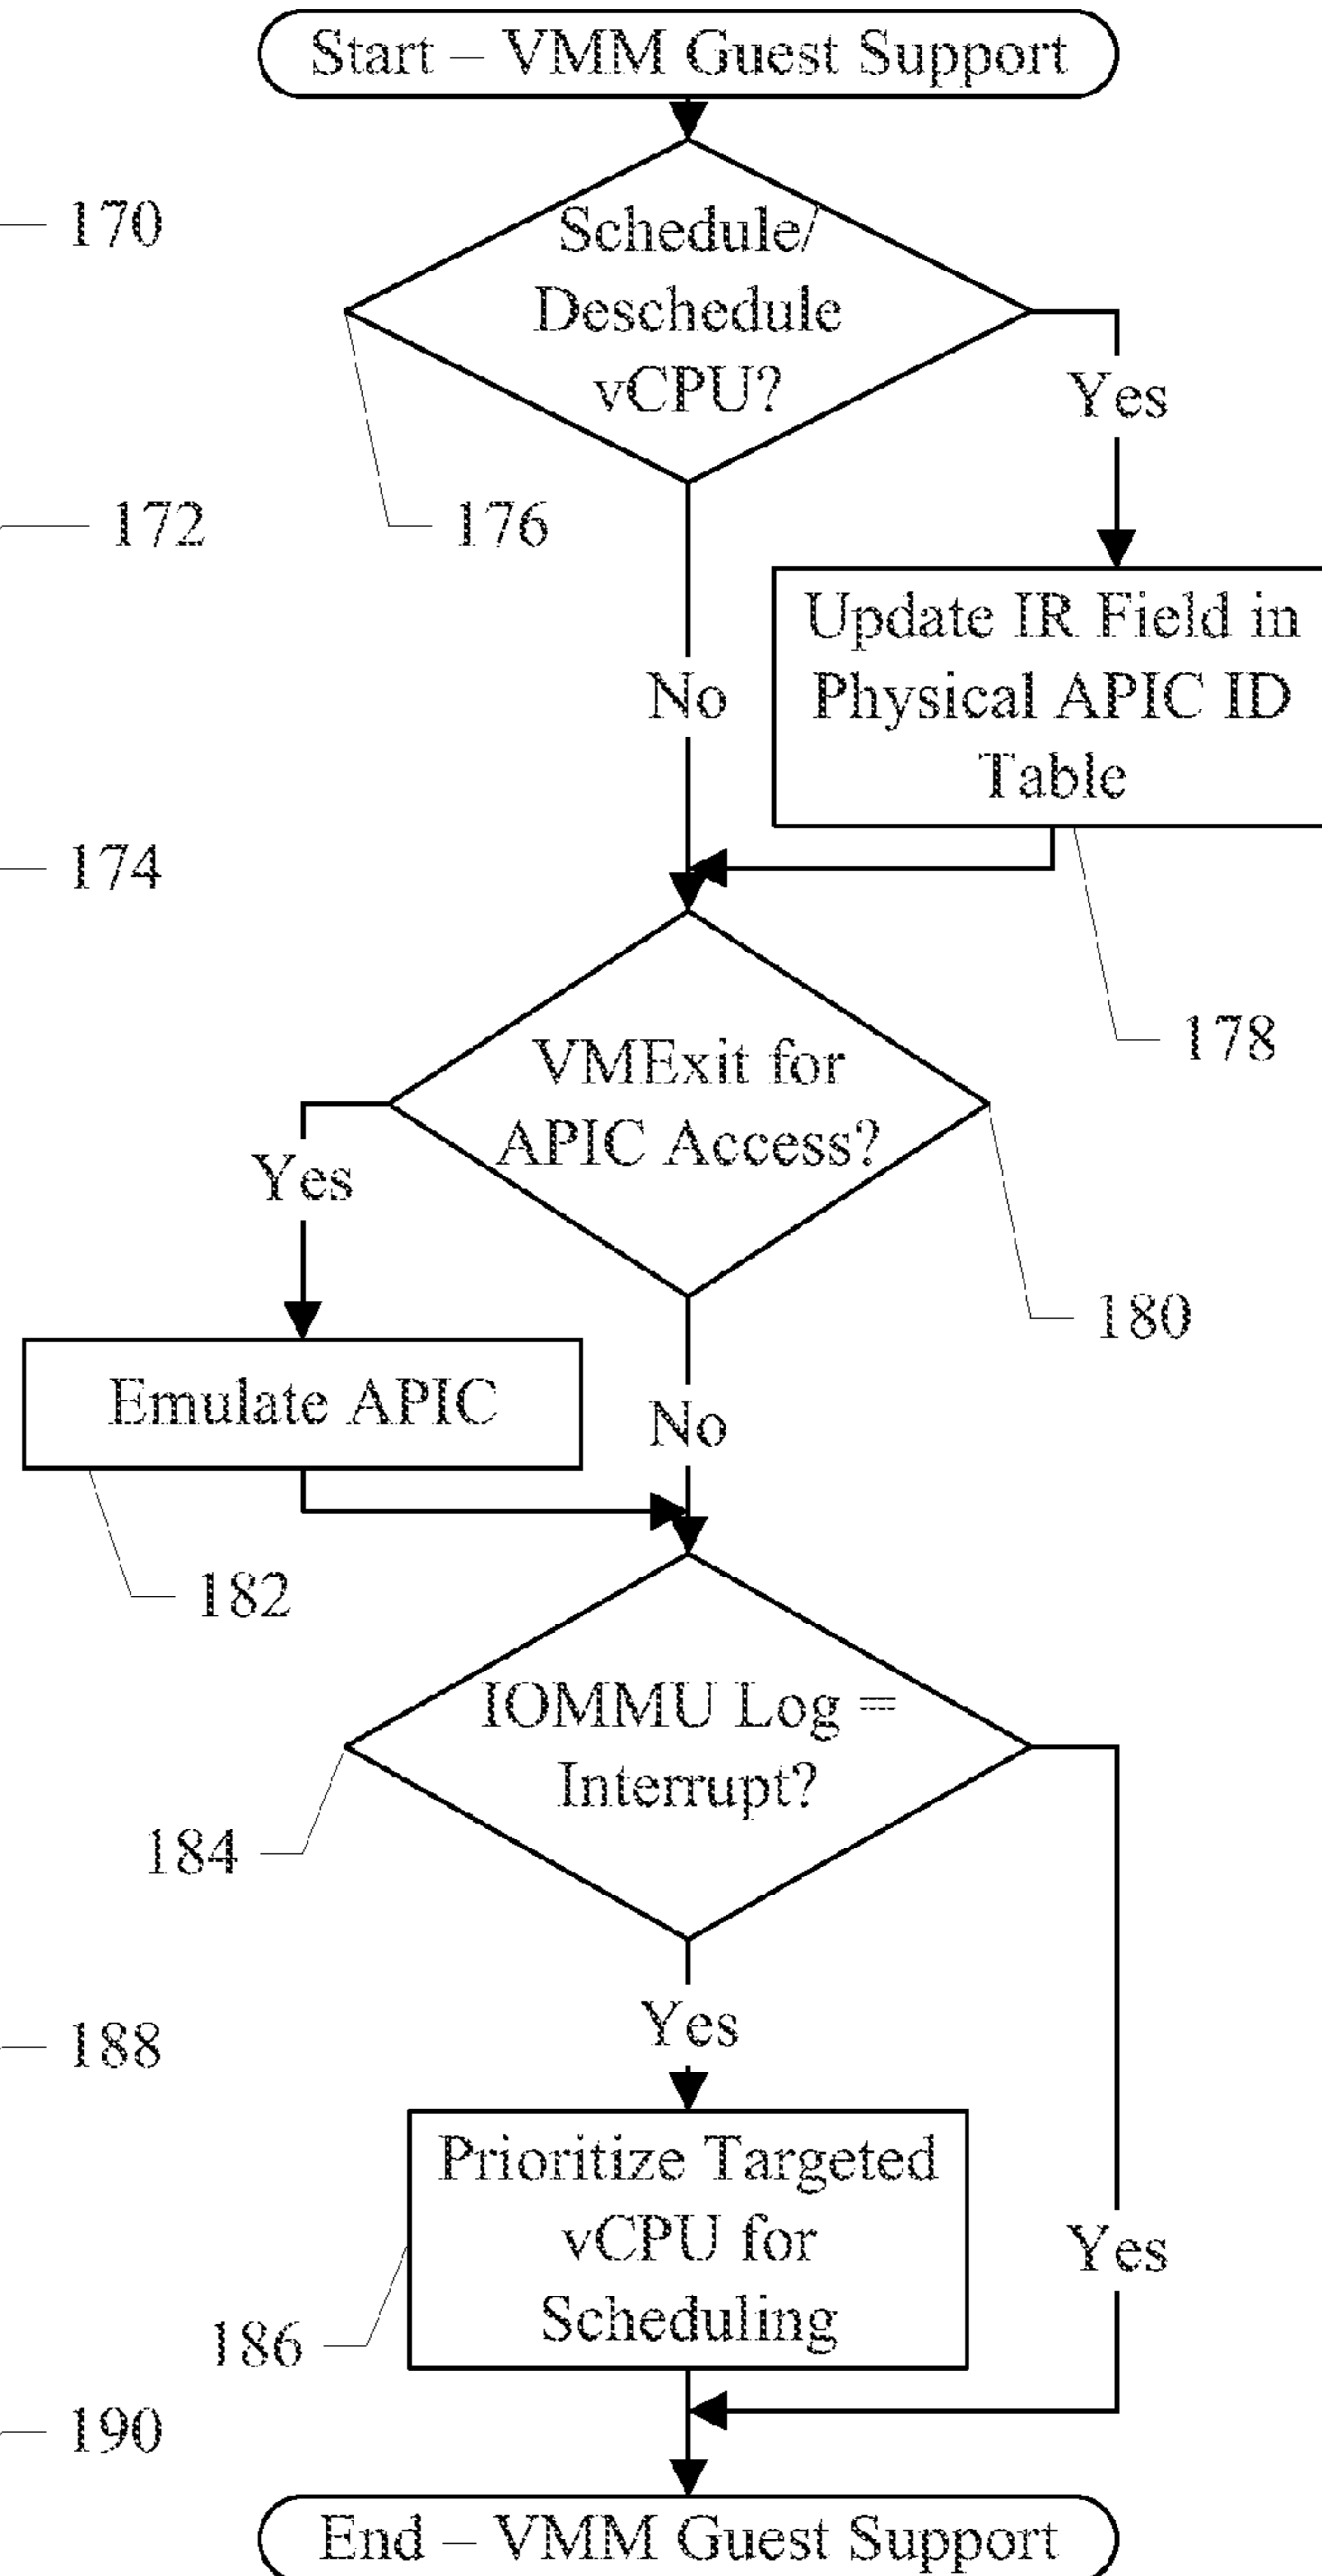 Start – VMM Guest Support
170
Schedule/
Deschedule
vCPU?
Yes
172
176
Update IR Field in
Physical APIC ID
Table
No
174
178
VMExit for
APIC Access?
Yes
180
Emulate APIC
No
182
IOMMU Log =
Interrupt?
184
Yes
188
Prioritize Targeted
vCPU for
Scheduling
Yes
186
190
End – VMM Guest Support